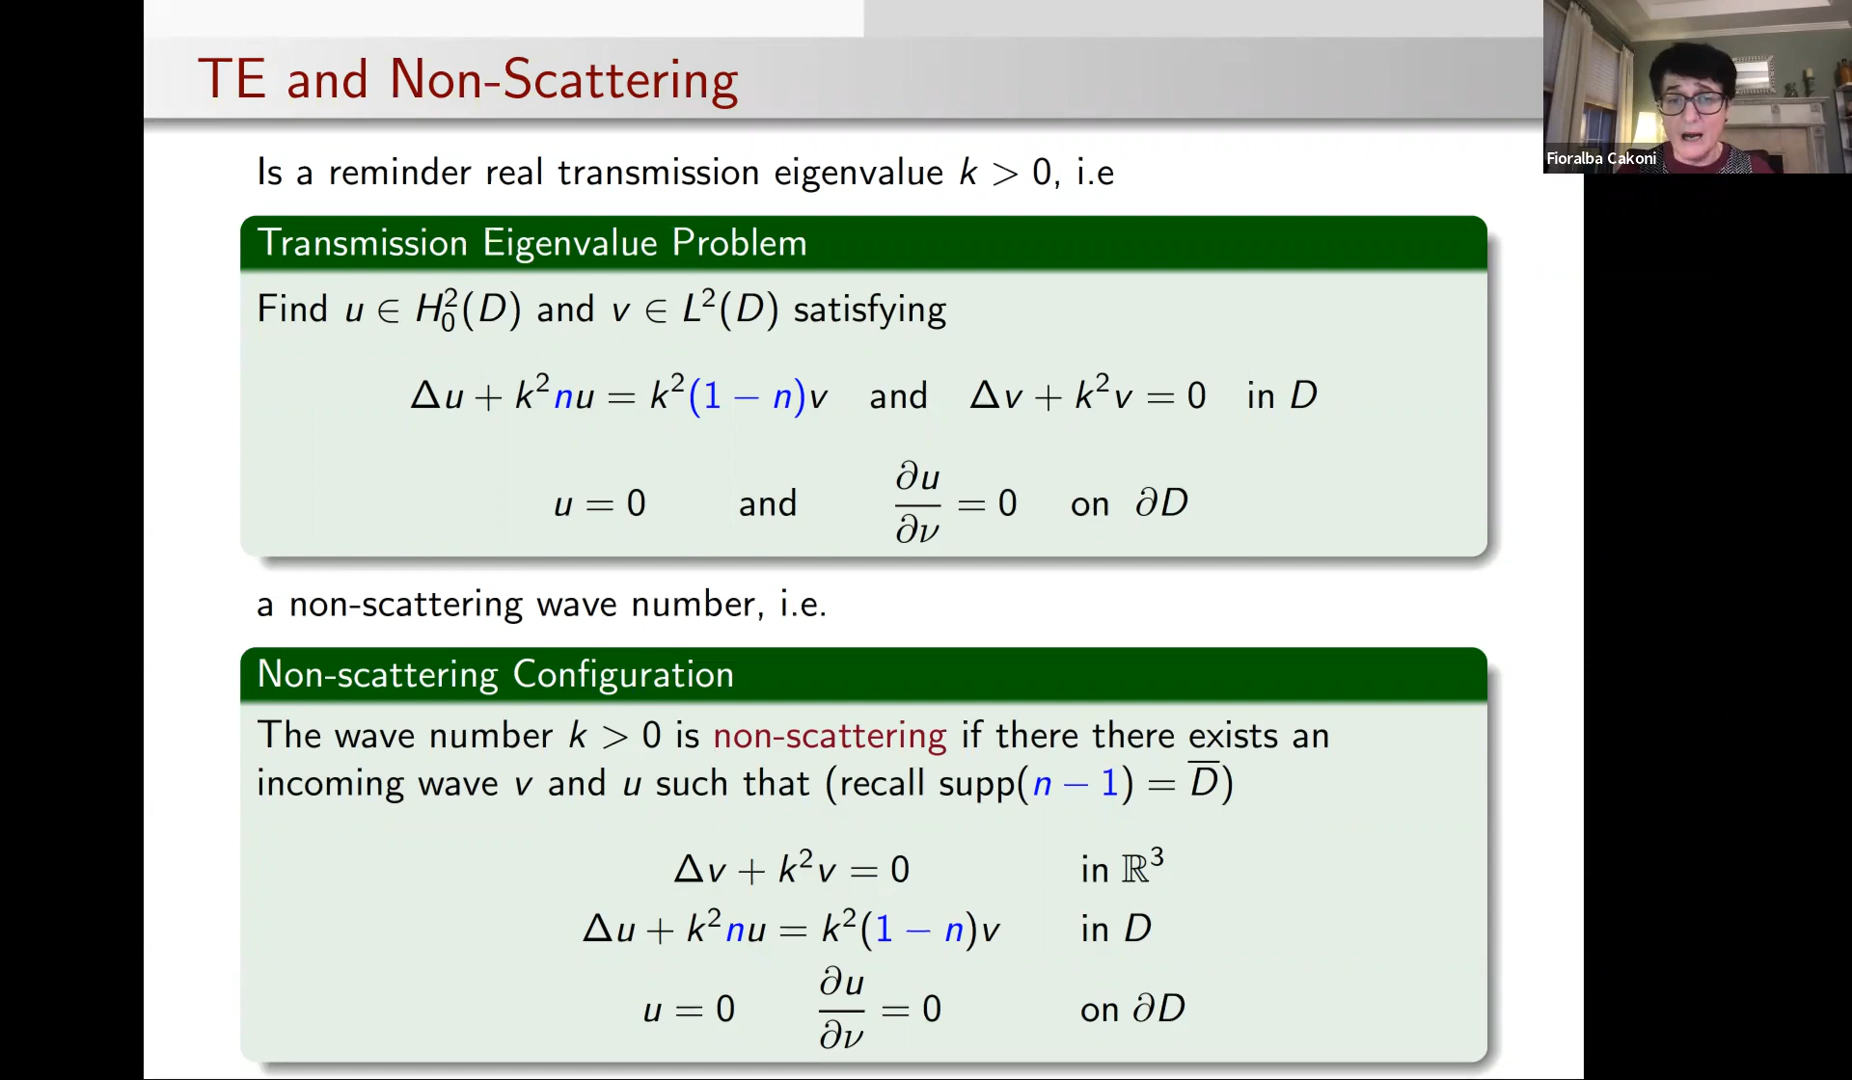 TE and Non-Scattering
Fioralba Cakoni
Is a reminder real transmission eigenvalue k > 0, i.e
Transmission Eigenvalue Problem
Find u ∈ H₀²(D) and v ∈ L²(D) satisfying
Δu + k²nu = k²(1 − n)v and Δv + k²v = 0 in D
u = 0 and ∂u/∂ν = 0 on ∂D
a non-scattering wave number, i.e.
Non-scattering Configuration
The wave number k > 0 is non-scattering if there there exists an
incoming wave v and u such that (recall supp(n − 1) = D̅)
Δv + k²v = 0 in ℝ³
Δu + k²nu = k²(1 − n)v in D
u = 0 ∂u/∂ν = 0 on ∂D